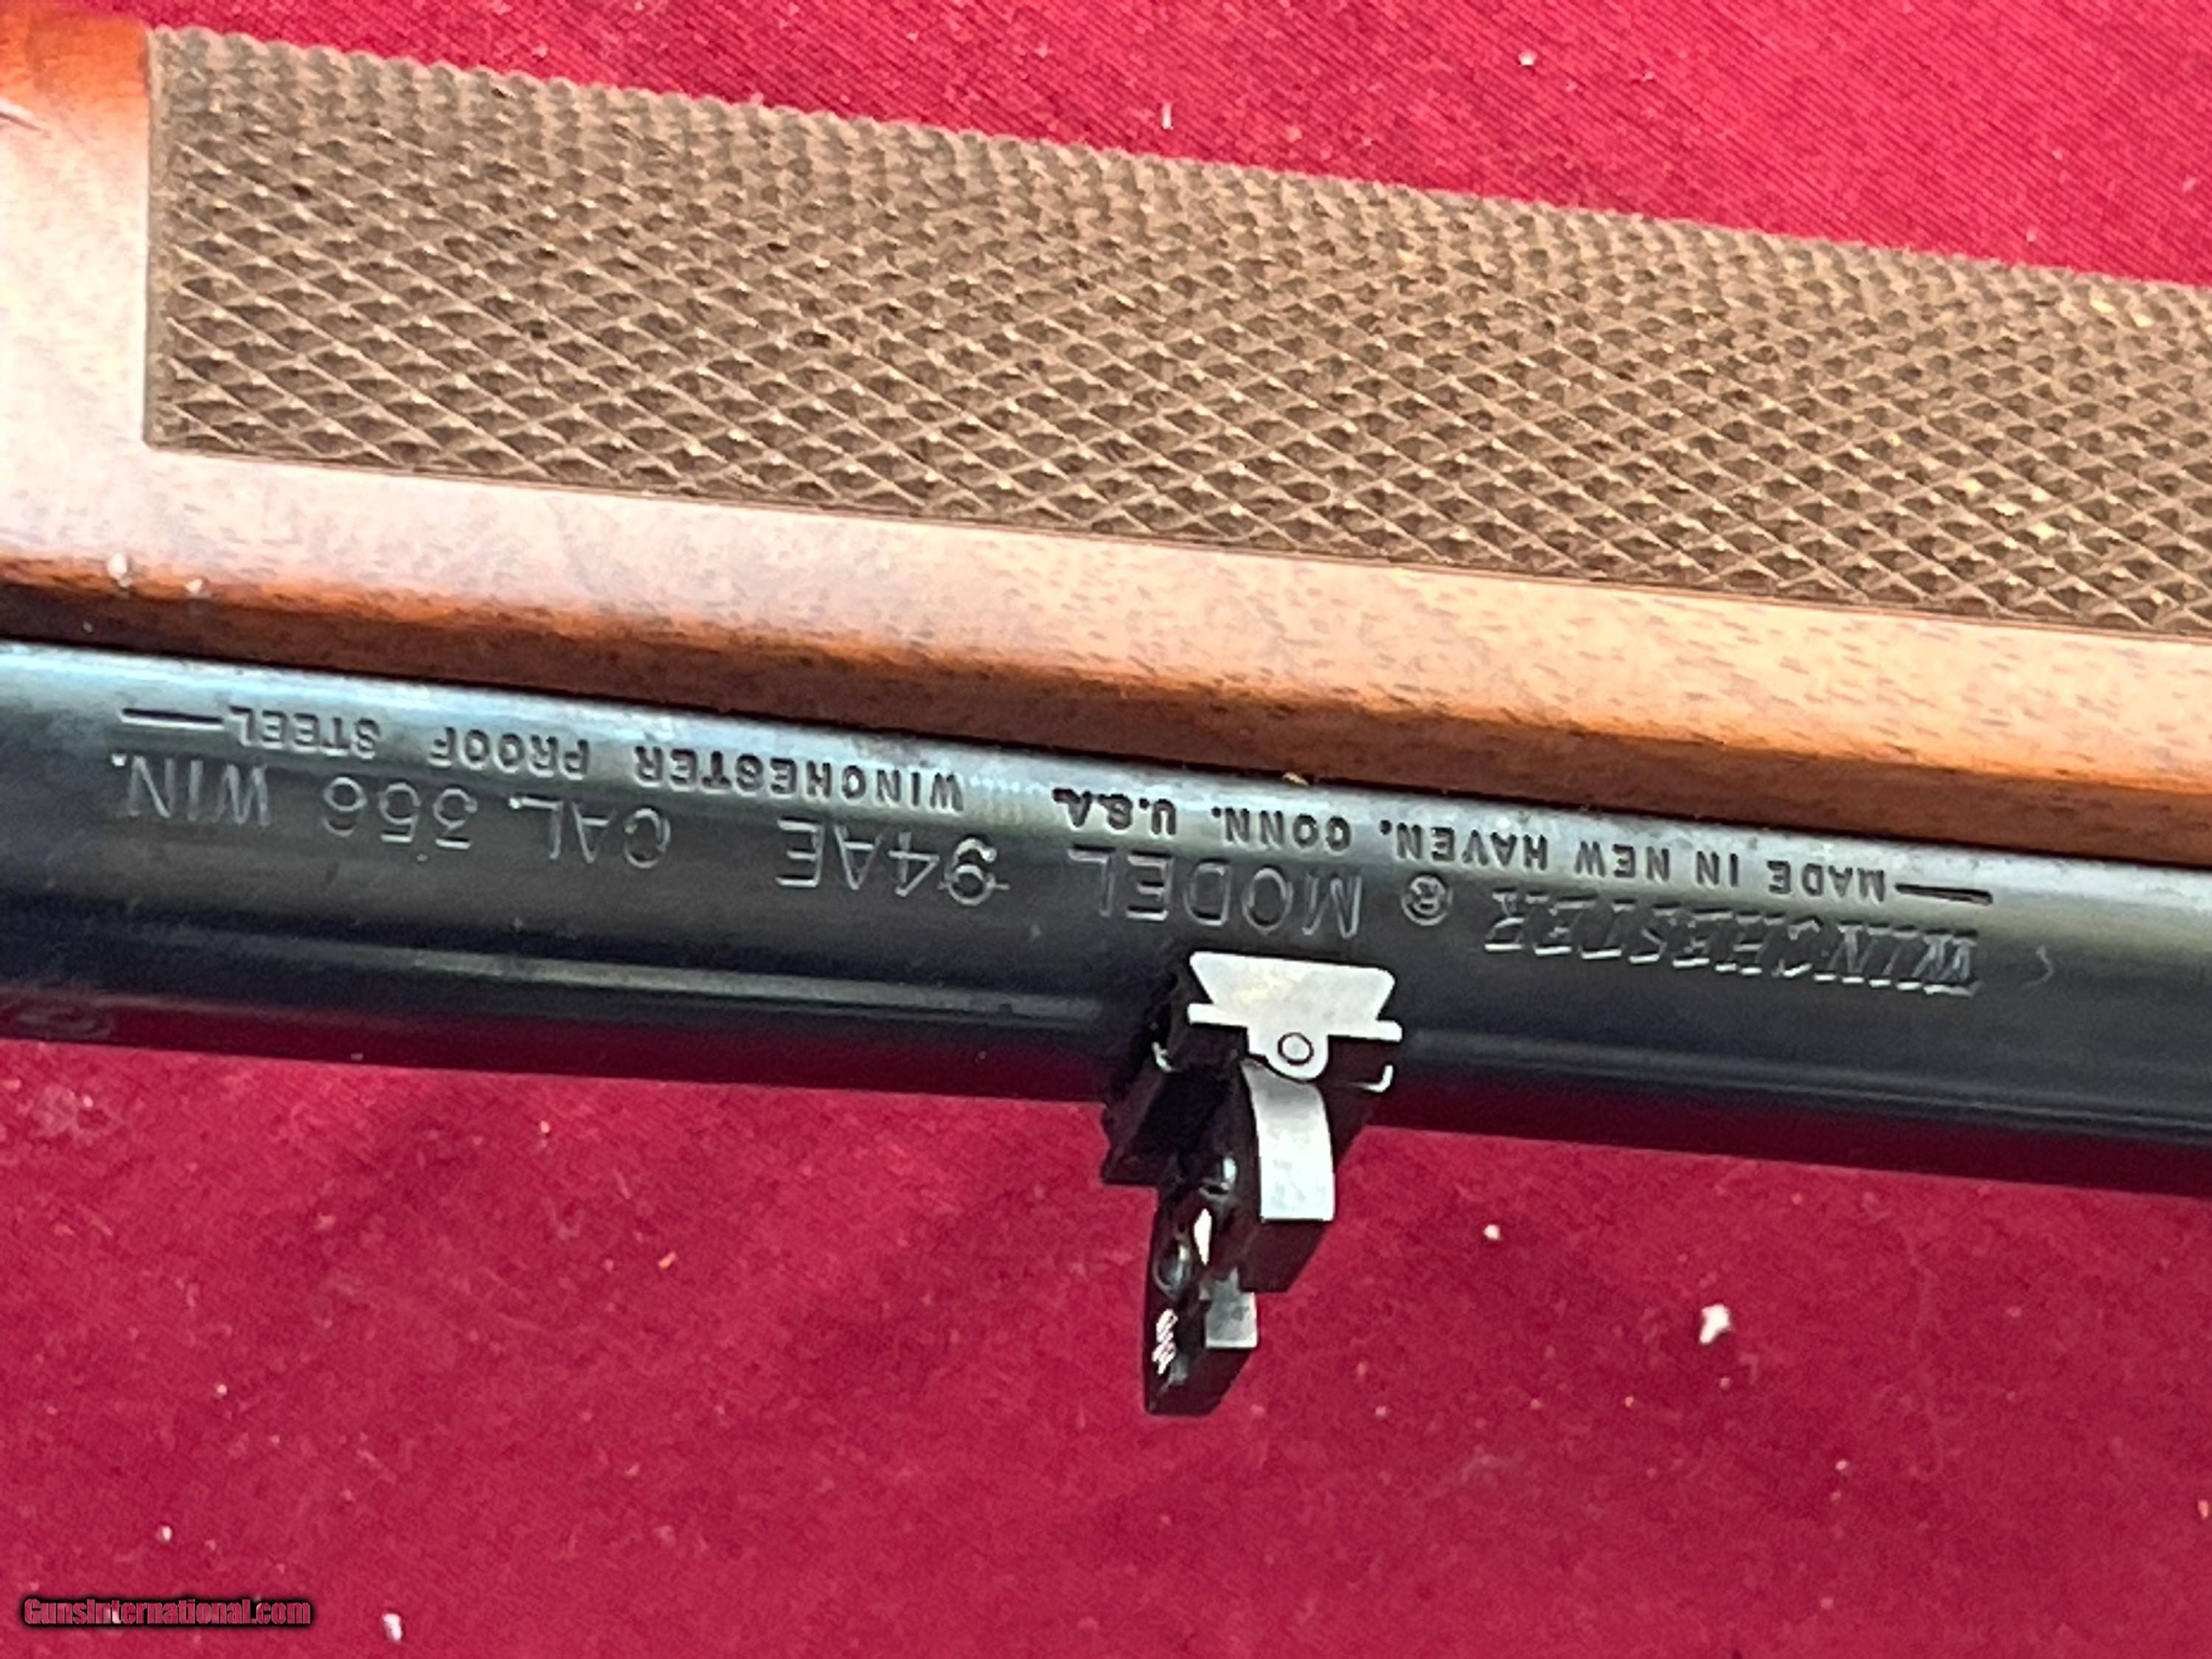 WINCHESTER ® MODEL 94AE CAL. 356 WIN.
—MADE IN NEW HAVEN, CONN. U.S.A. WINCHESTER PROOF STEEL—
GunsInternational.com